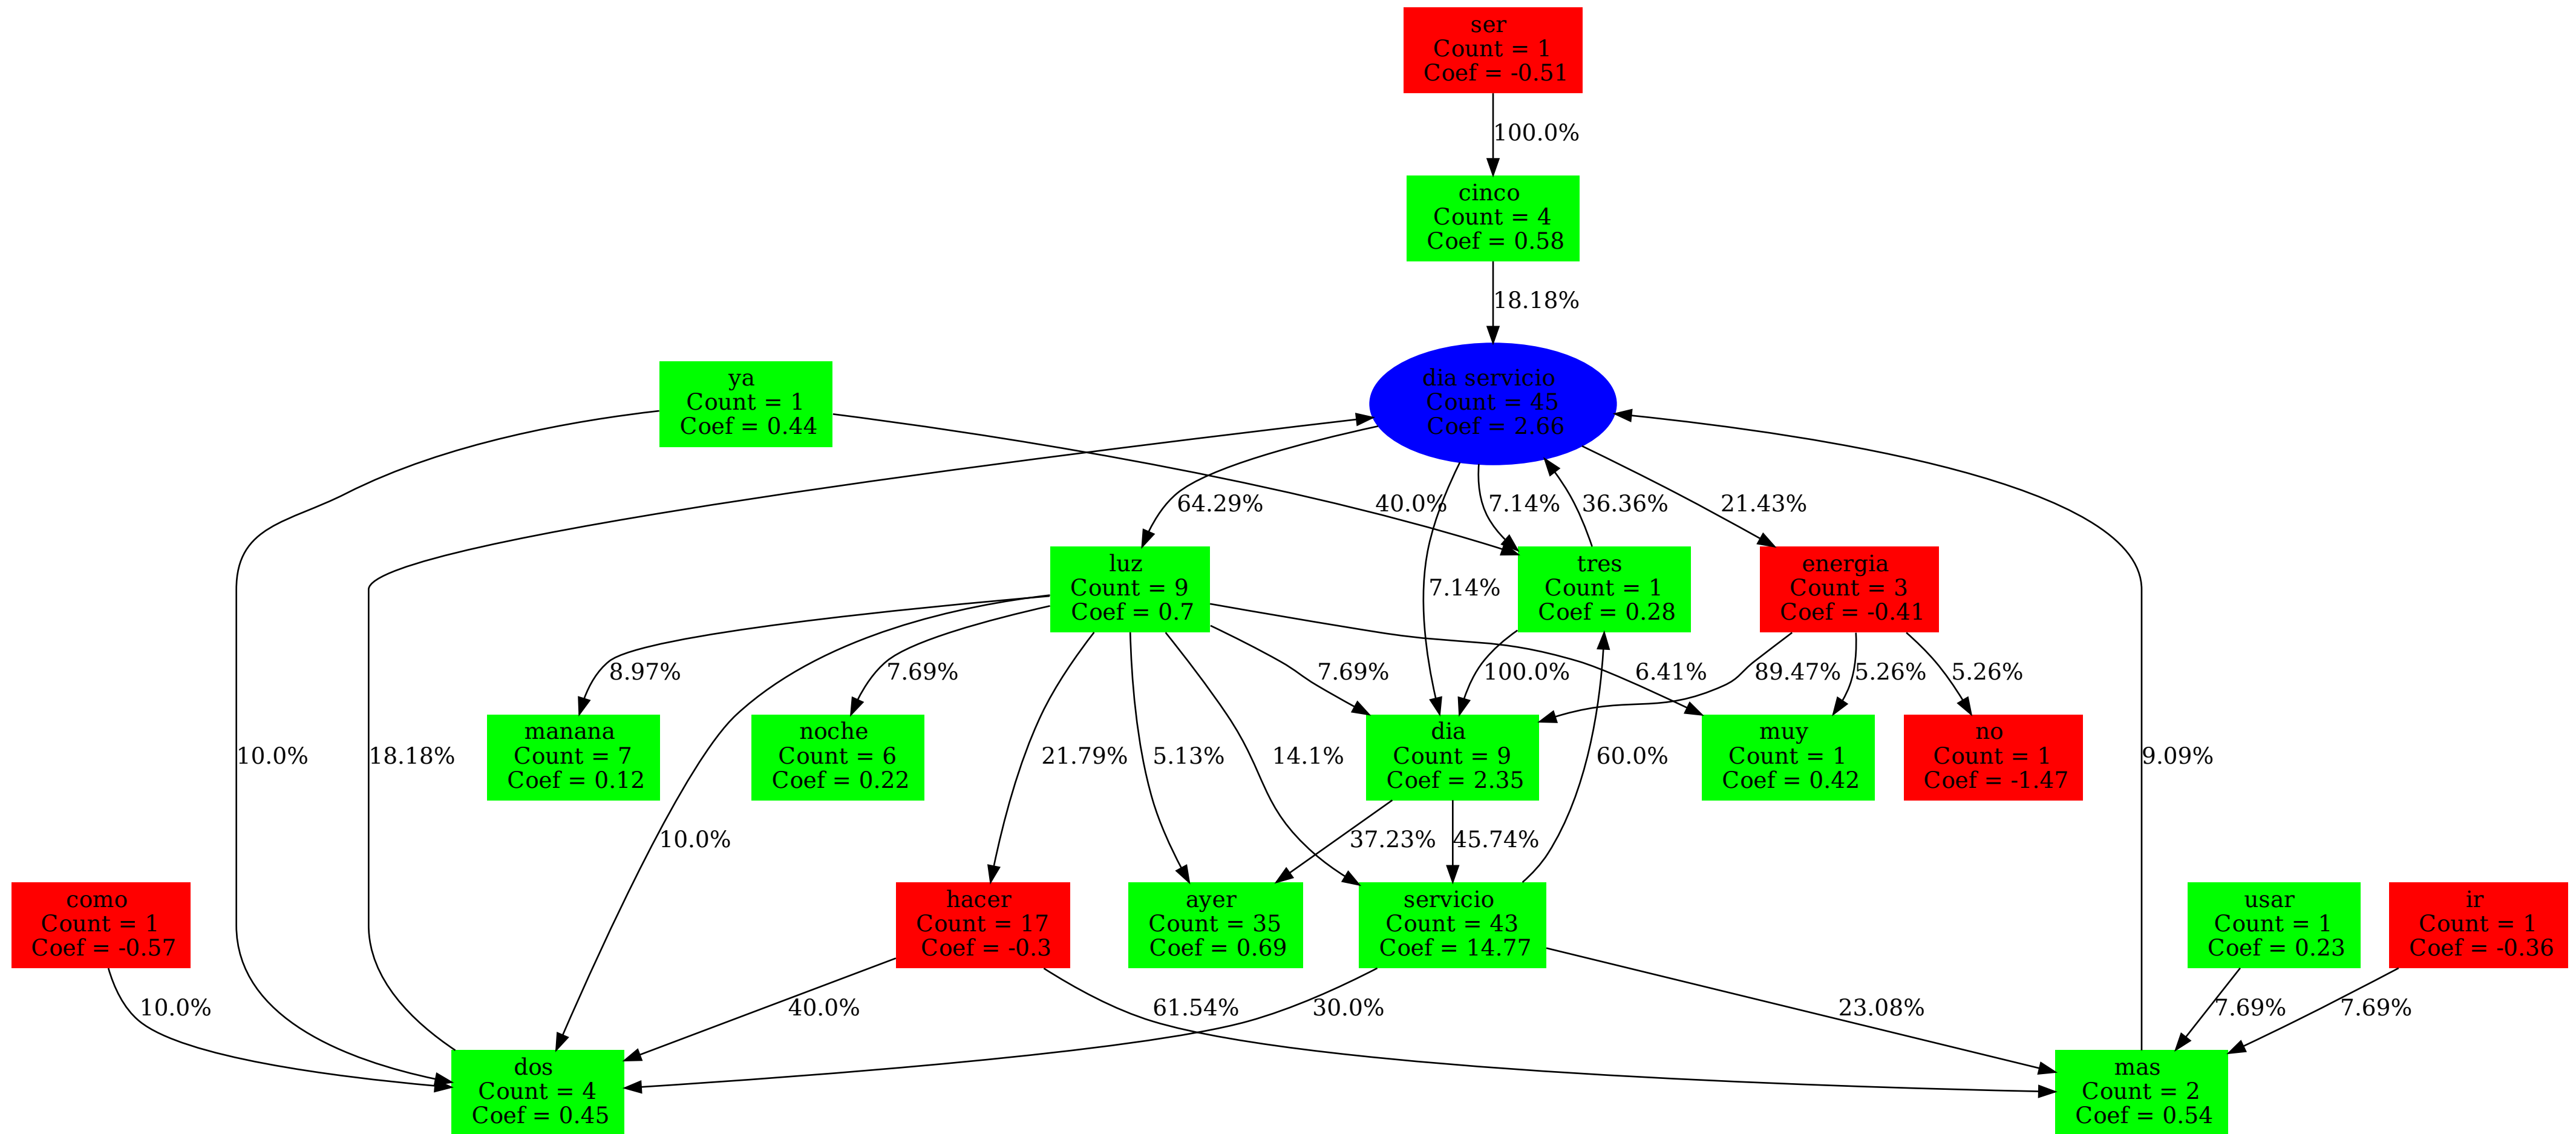 ser
Count = 1
Coef = -0.51
100.0%
cinco
Count = 4
Coef = 0.58
18.18%
ya
Count = 1
Coef = 0.44
dia servicio
Count = 45
Coef = 2.66
64.29%
40.0%
7.14%
36.36%
21.43%
luz
Count = 9
Coef = 0.7
7.14%
tres
Count = 1
Coef = 0.28
energia
Count = 3
Coef = -0.41
8.97%
7.69%
7.69%
100.0%
6.41%
89.47%
5.26%
5.26%
10.0%
18.18%
manana
Count = 7
Coef = 0.12
noche
Count = 6
Coef = 0.22
21.79%
5.13%
14.1%
dia
Count = 9
Coef = 2.35
60.0%
muy
Count = 1
Coef = 0.42
no
Count = 1
Coef = -1.47
9.09%
10.0%
37.23%
45.74%
como
Count = 1
Coef = -0.57
hacer
Count = 17
Coef = -0.3
ayer
Count = 35
Coef = 0.69
servicio
Count = 43
Coef = 14.77
usar
Count = 1
Coef = 0.23
ir
Count = 1
Coef = -0.36
10.0%
40.0%
61.54%
30.0%
23.08%
7.69%
7.69%
dos
Count = 4
Coef = 0.45
mas
Count = 2
Coef = 0.54